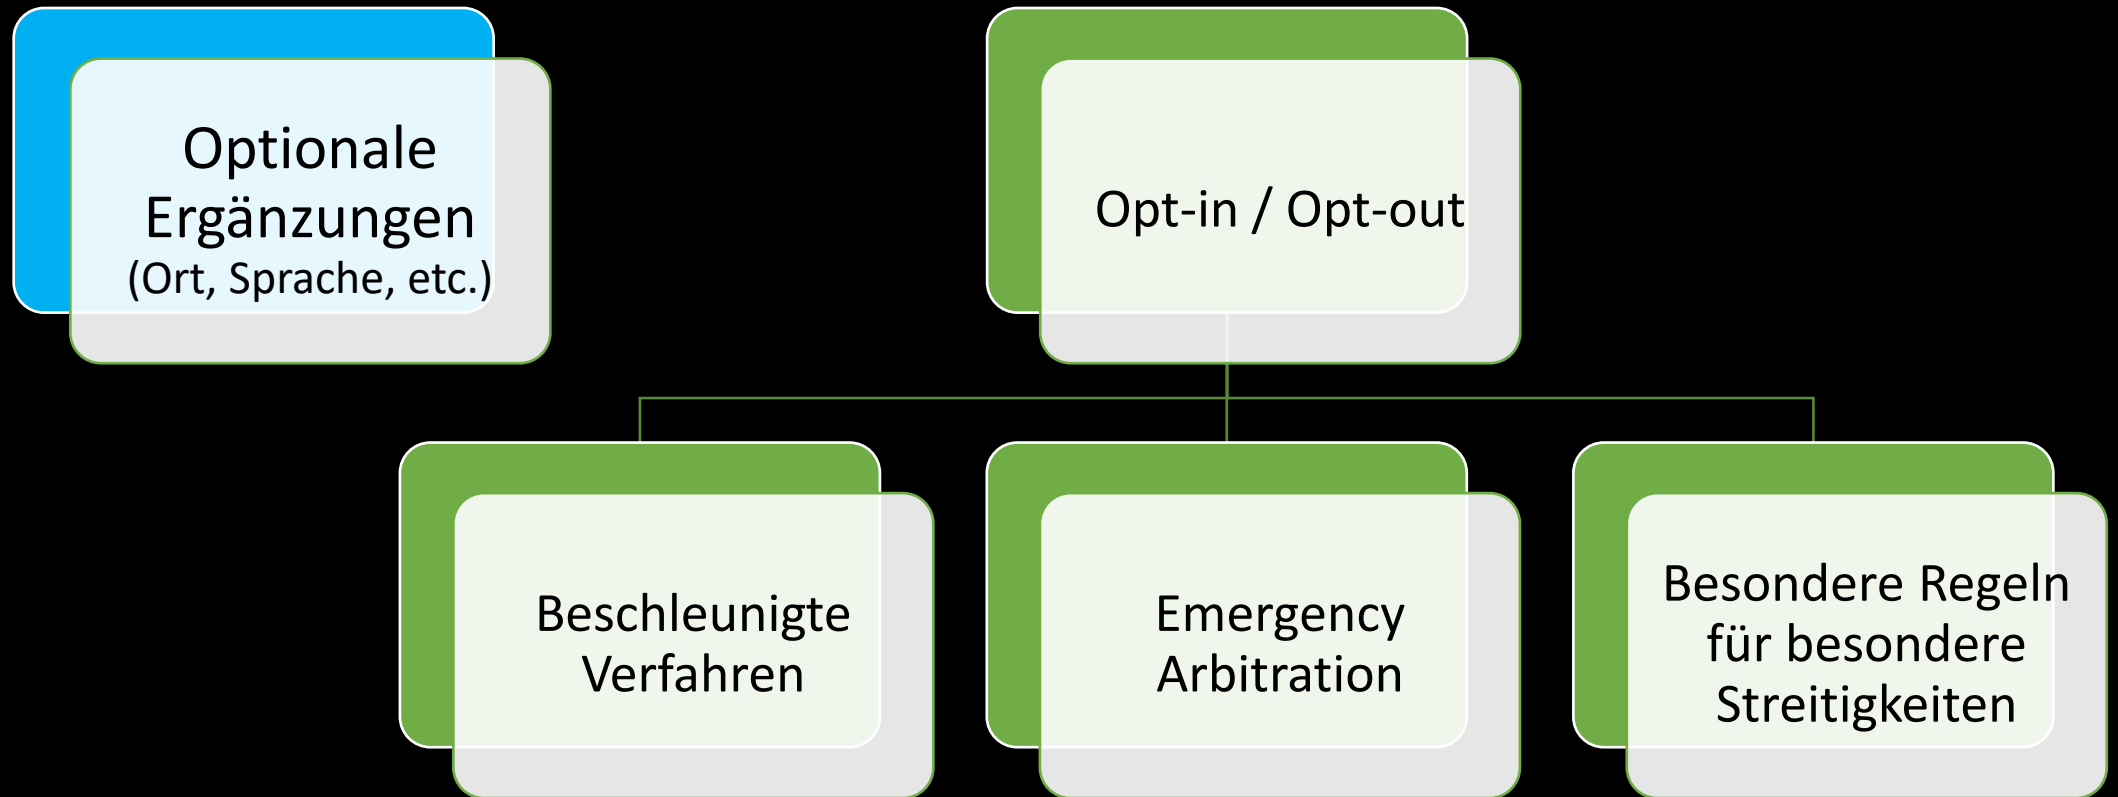 Optionale
Ergänzungen
(Ort, Sprache, etc.)
Opt-in / Opt-out
Beschleunigte
Verfahren
Emergency
Arbitration
Besondere Regeln
für besondere
Streitigkeiten